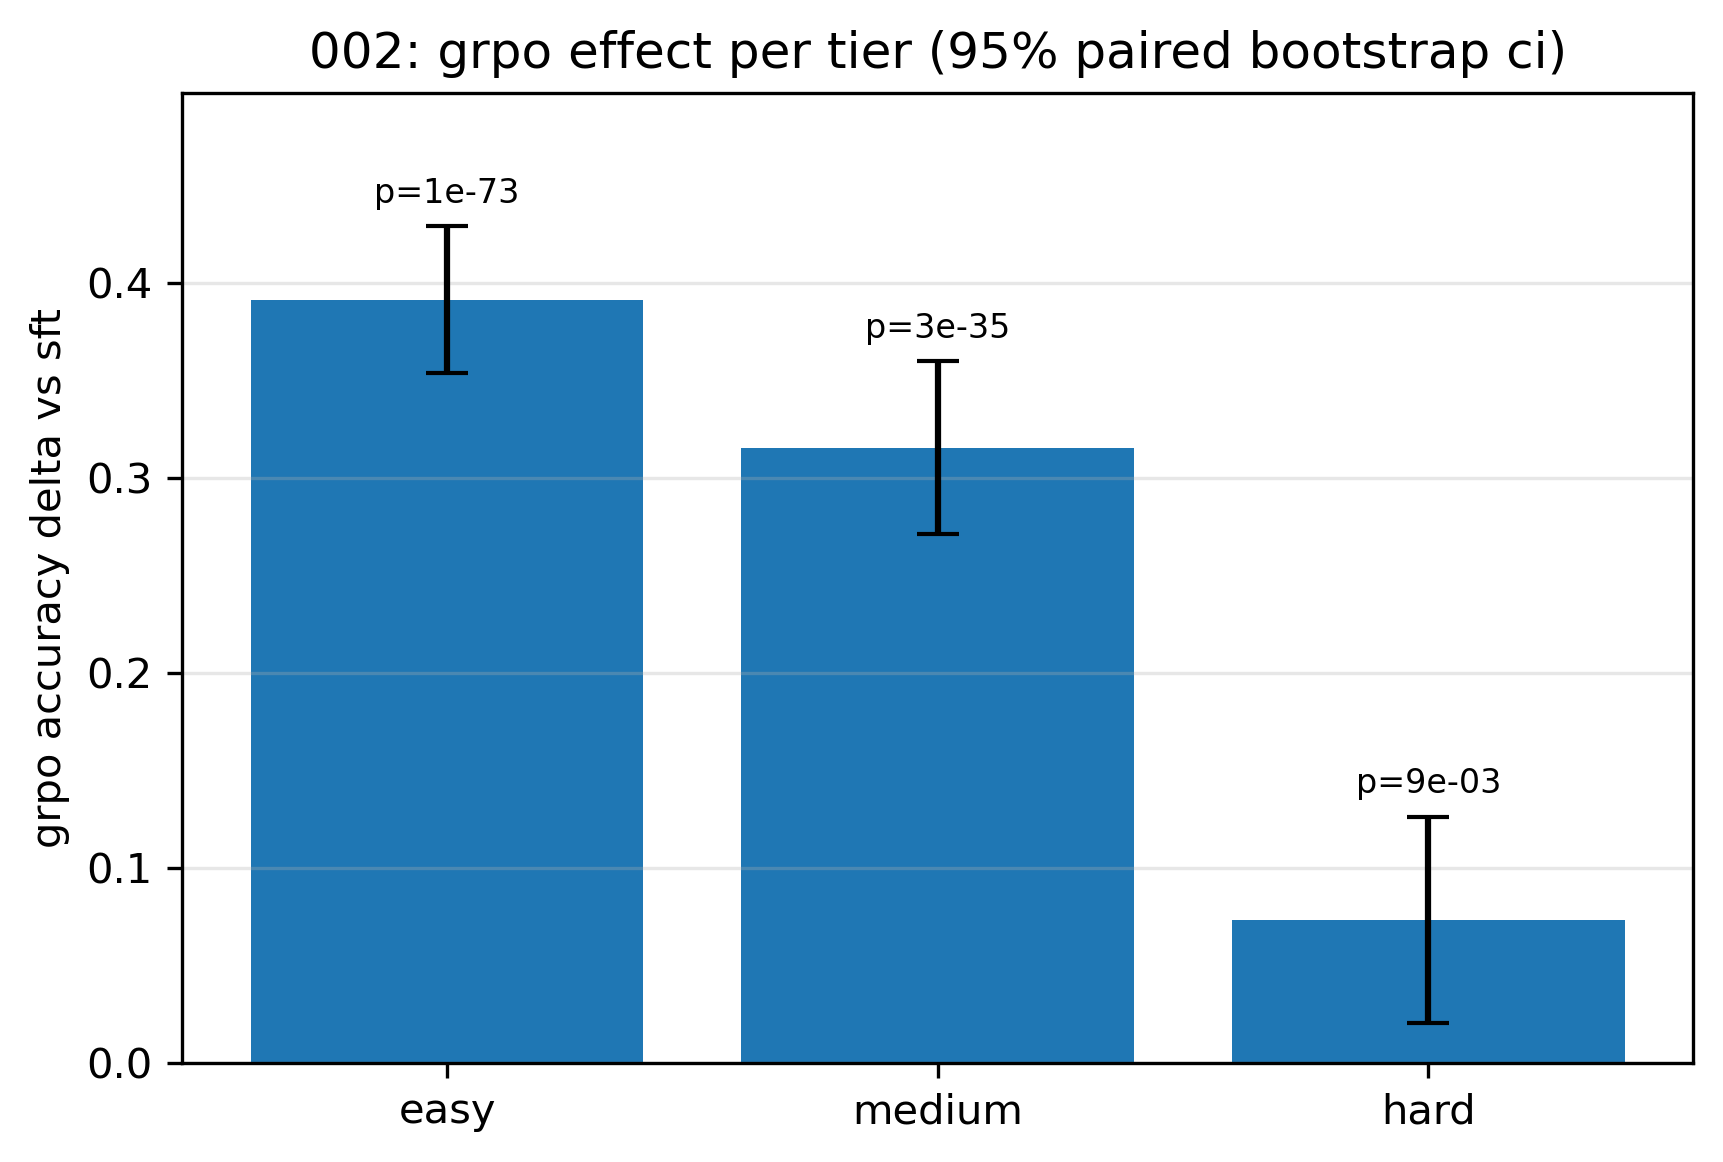 002: grpo effect per tier (95% paired bootstrap ci)
grpo accuracy delta vs sft
0.4
0.3
0.2
0.1
0.0
p=1e-73
p=3e-35
p=9e-03
easy
medium
hard